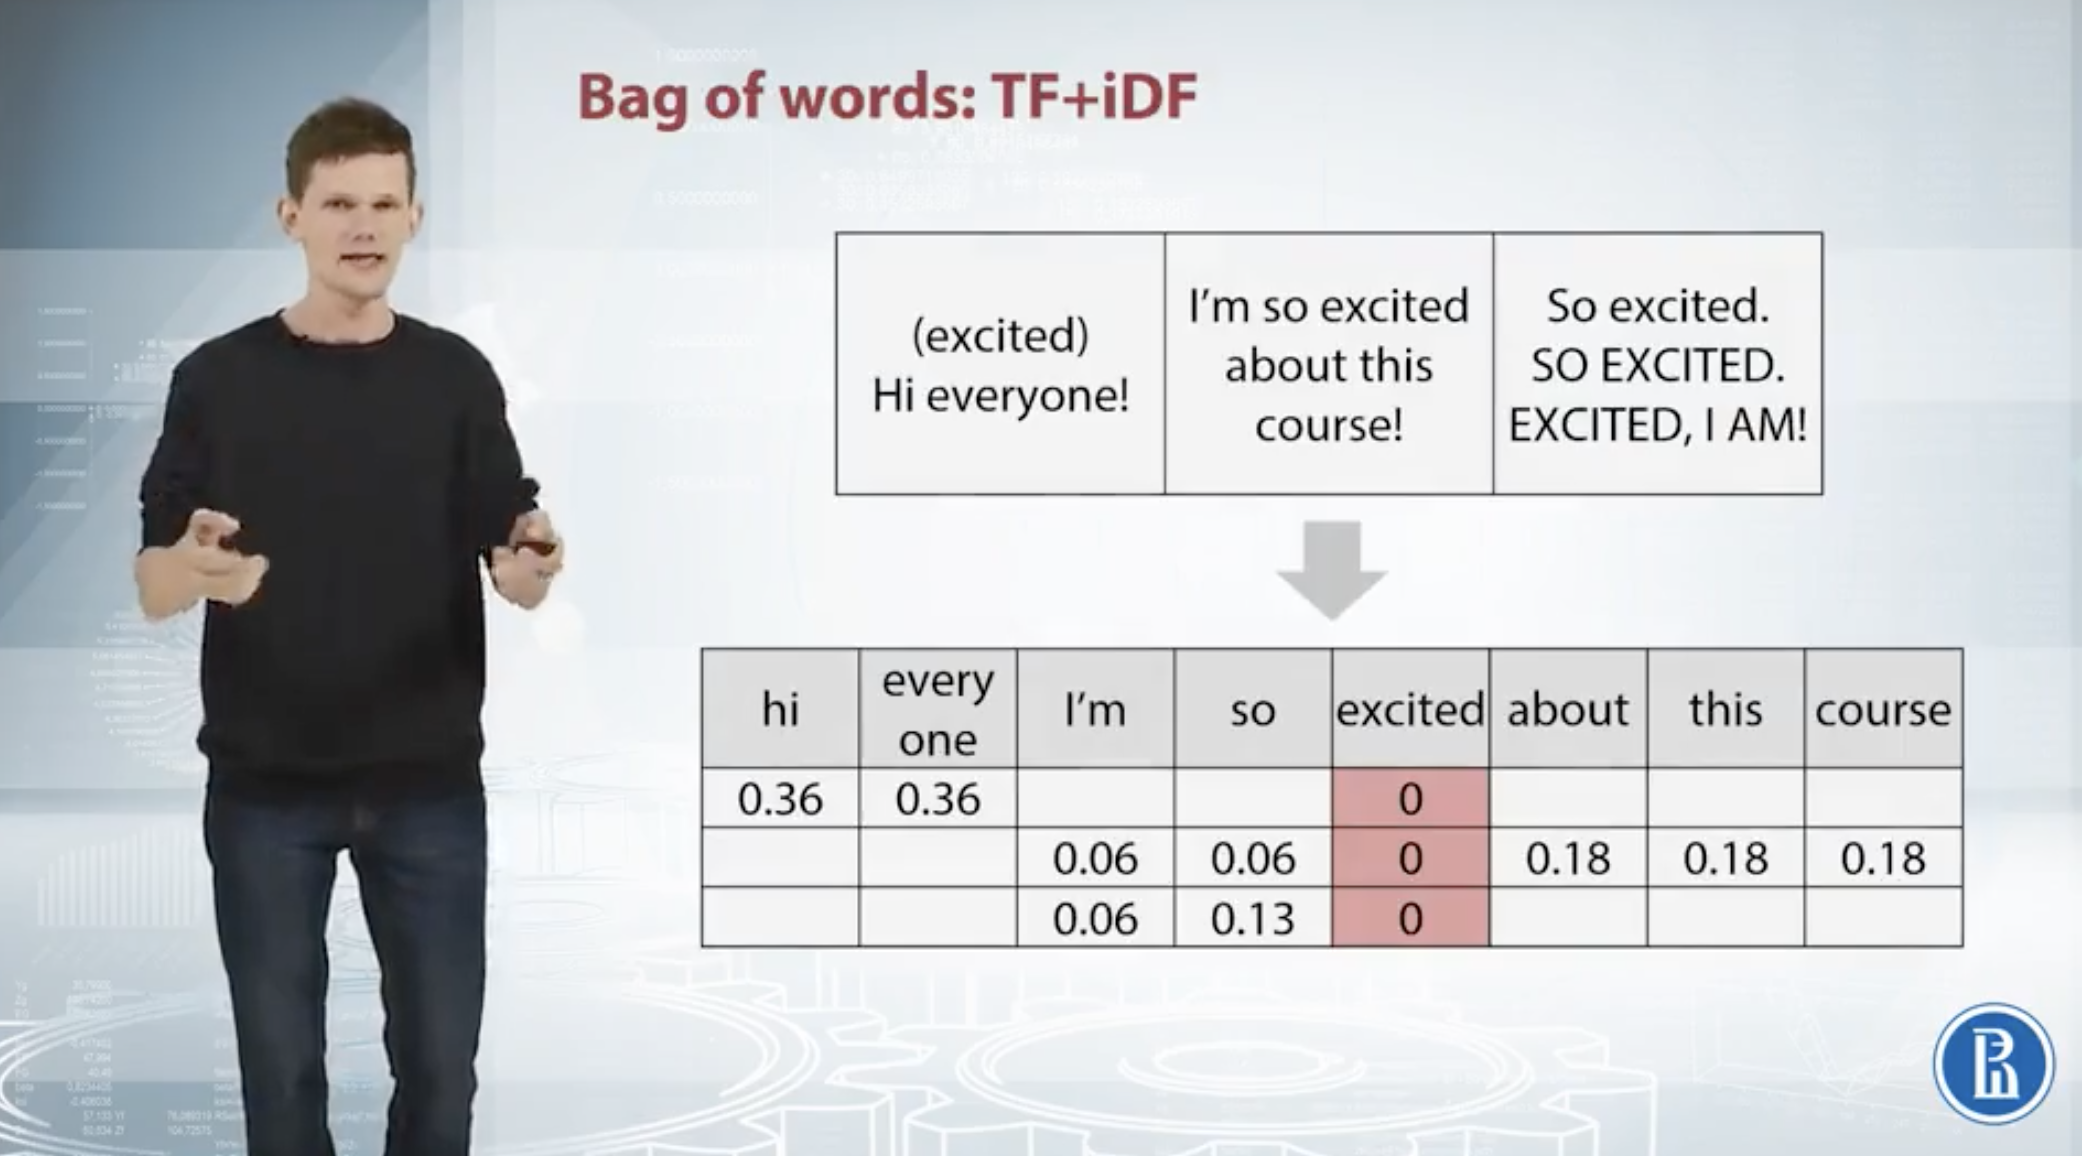 Bag of words: TF+iDF
(excited)
Hi everyone!
I'm so excited
about this
course!
So excited.
SO EXCITED.
EXCITED, I AM!
hi
every
one
I'm
so
excited
about
this
course
0.36
0.36
0
0.06
0.06
0
0.18
0.18
0.18
0.06
0.13
0